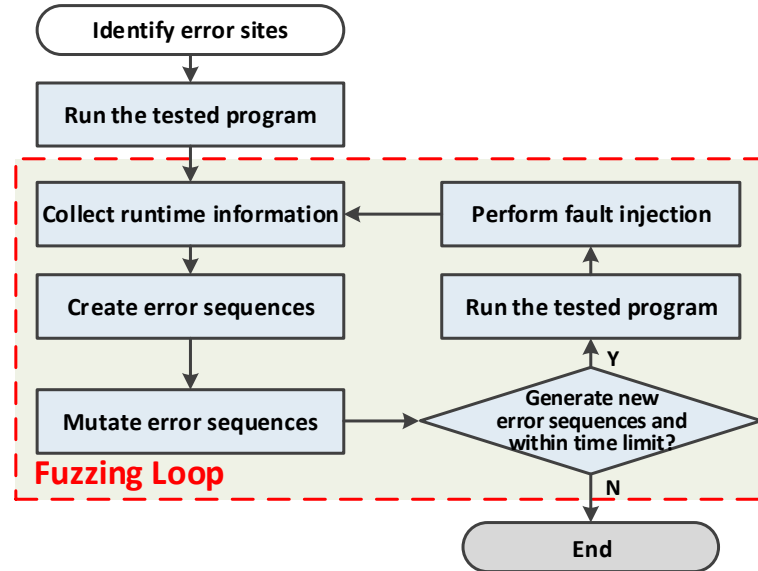 Identify error sites
Run the tested program
Collect runtime information
Perform fault injection
Create error sequences
Run the tested program
Y
Mutate error sequences
Generate new
error sequences and
within time limit?
Fuzzing Loop
N
End